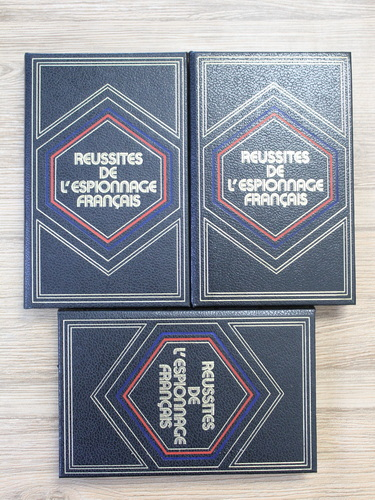 REUSSITES
DE
L'ESPIONNAGE
FRANÇAIS
REUSSITES
DE
L'ESPIONNAGE
FRANÇAIS
REUSSITES
DE
L'ESPIONNAGE
FRANÇAIS